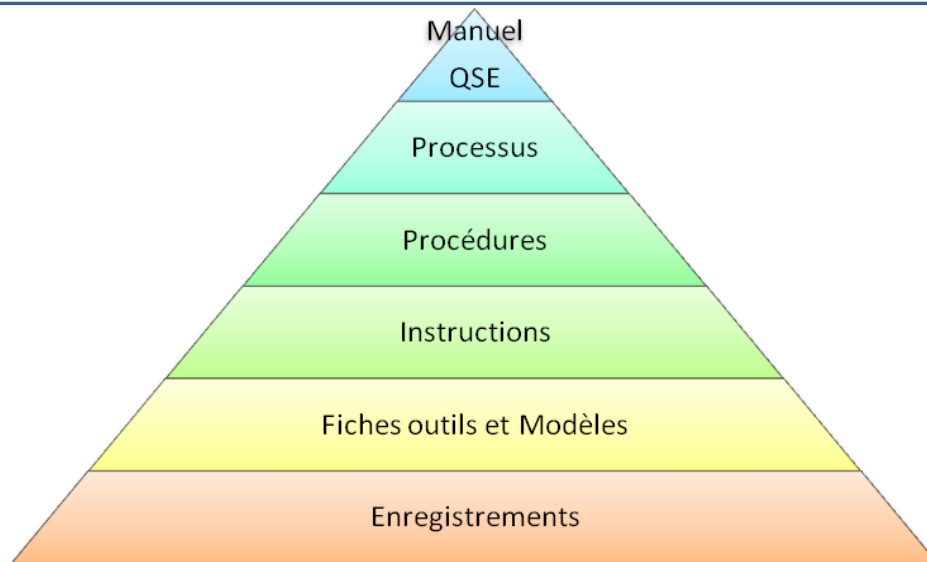 Manuel
QSE
Processus
Procédures
Instructions
Fiches outils et Modèles
Enregistrements